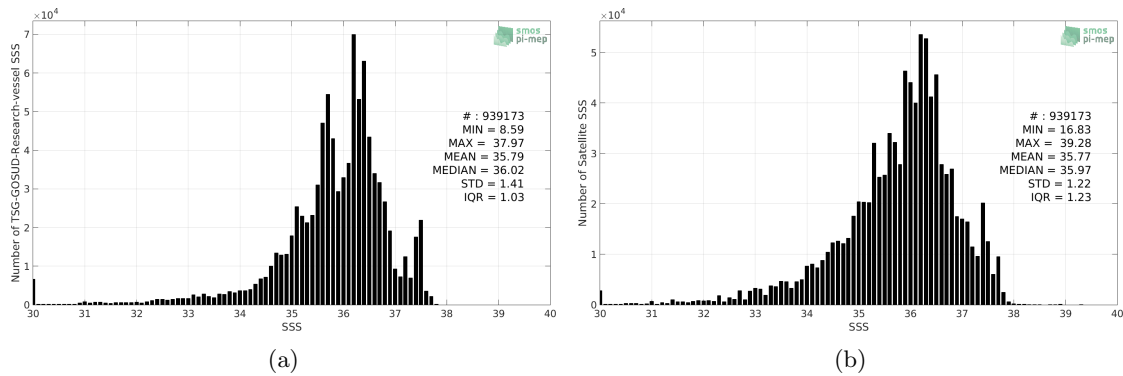 ×10⁴
Number of TSG-GOSUD-Research-vessel SSS
7
6
5
4
3
2
1
0
30 31 32 33 34 35 36 37 38 39 40
SSS
smos
pi-mep
# : 939173
MIN = 8.59
MAX = 37.97
MEAN = 35.79
MEDIAN = 36.02
STD = 1.41
IQR = 1.03
(a)
×10⁴
Number of Satellite SSS
5
4
3
2
1
0
30 31 32 33 34 35 36 37 38 39 40
SSS
smos
pi-mep
# : 939173
MIN = 16.83
MAX = 39.28
MEAN = 35.77
MEDIAN = 35.97
STD = 1.22
IQR = 1.23
(b)